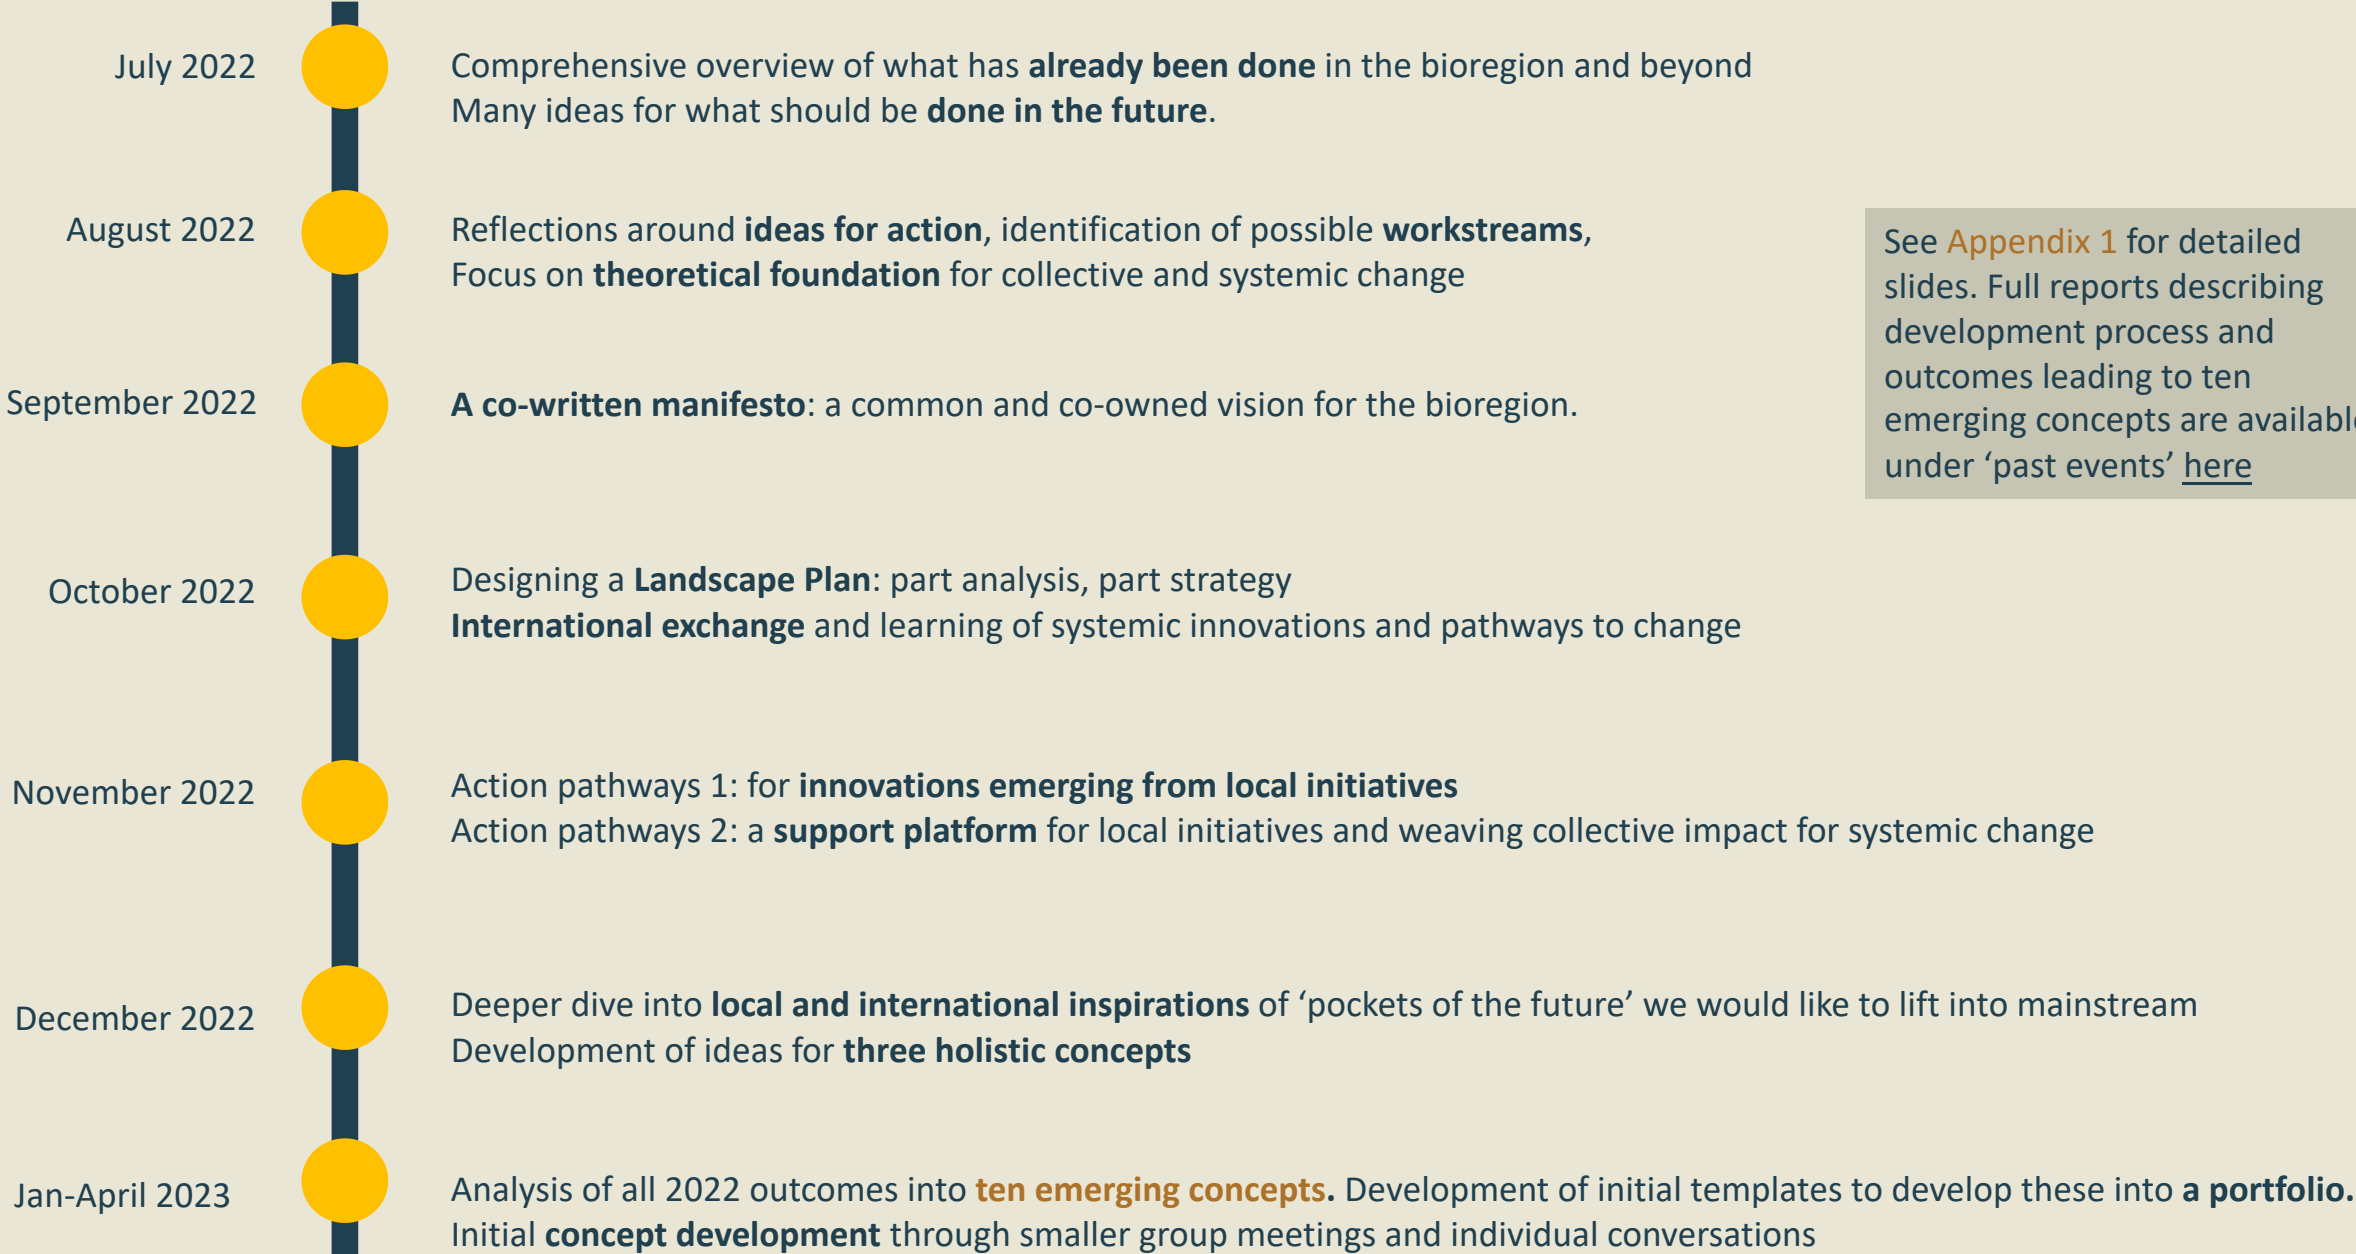 July 2022
Comprehensive overview of what has already been done in the bioregion and beyond
Many ideas for what should be done in the future.
August 2022
Reflections around ideas for action, identification of possible workstreams,
Focus on theoretical foundation for collective and systemic change
See Appendix 1 for detailed
slides. Full reports describing
development process and
outcomes leading to ten
emerging concepts are available
under ‘past events’ here
September 2022
A co-written manifesto: a common and co-owned vision for the bioregion.
October 2022
Designing a Landscape Plan: part analysis, part strategy
International exchange and learning of systemic innovations and pathways to change
November 2022
Action pathways 1: for innovations emerging from local initiatives
Action pathways 2: a support platform for local initiatives and weaving collective impact for systemic change
December 2022
Deeper dive into local and international inspirations of ‘pockets of the future’ we would like to lift into mainstream
Development of ideas for three holistic concepts
Jan-April 2023
Analysis of all 2022 outcomes into ten emerging concepts. Development of initial templates to develop these into a portfolio.
Initial concept development through smaller group meetings and individual conversations